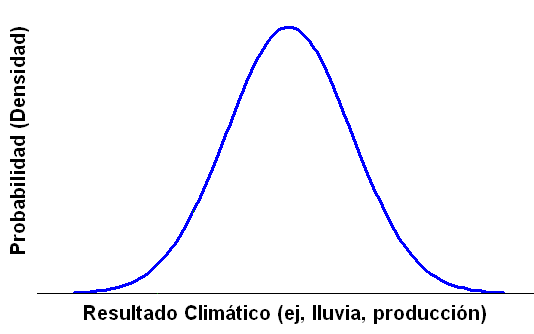 Probabilidad (Densidad)
Resultado Climático (ej, lluvia, producción)